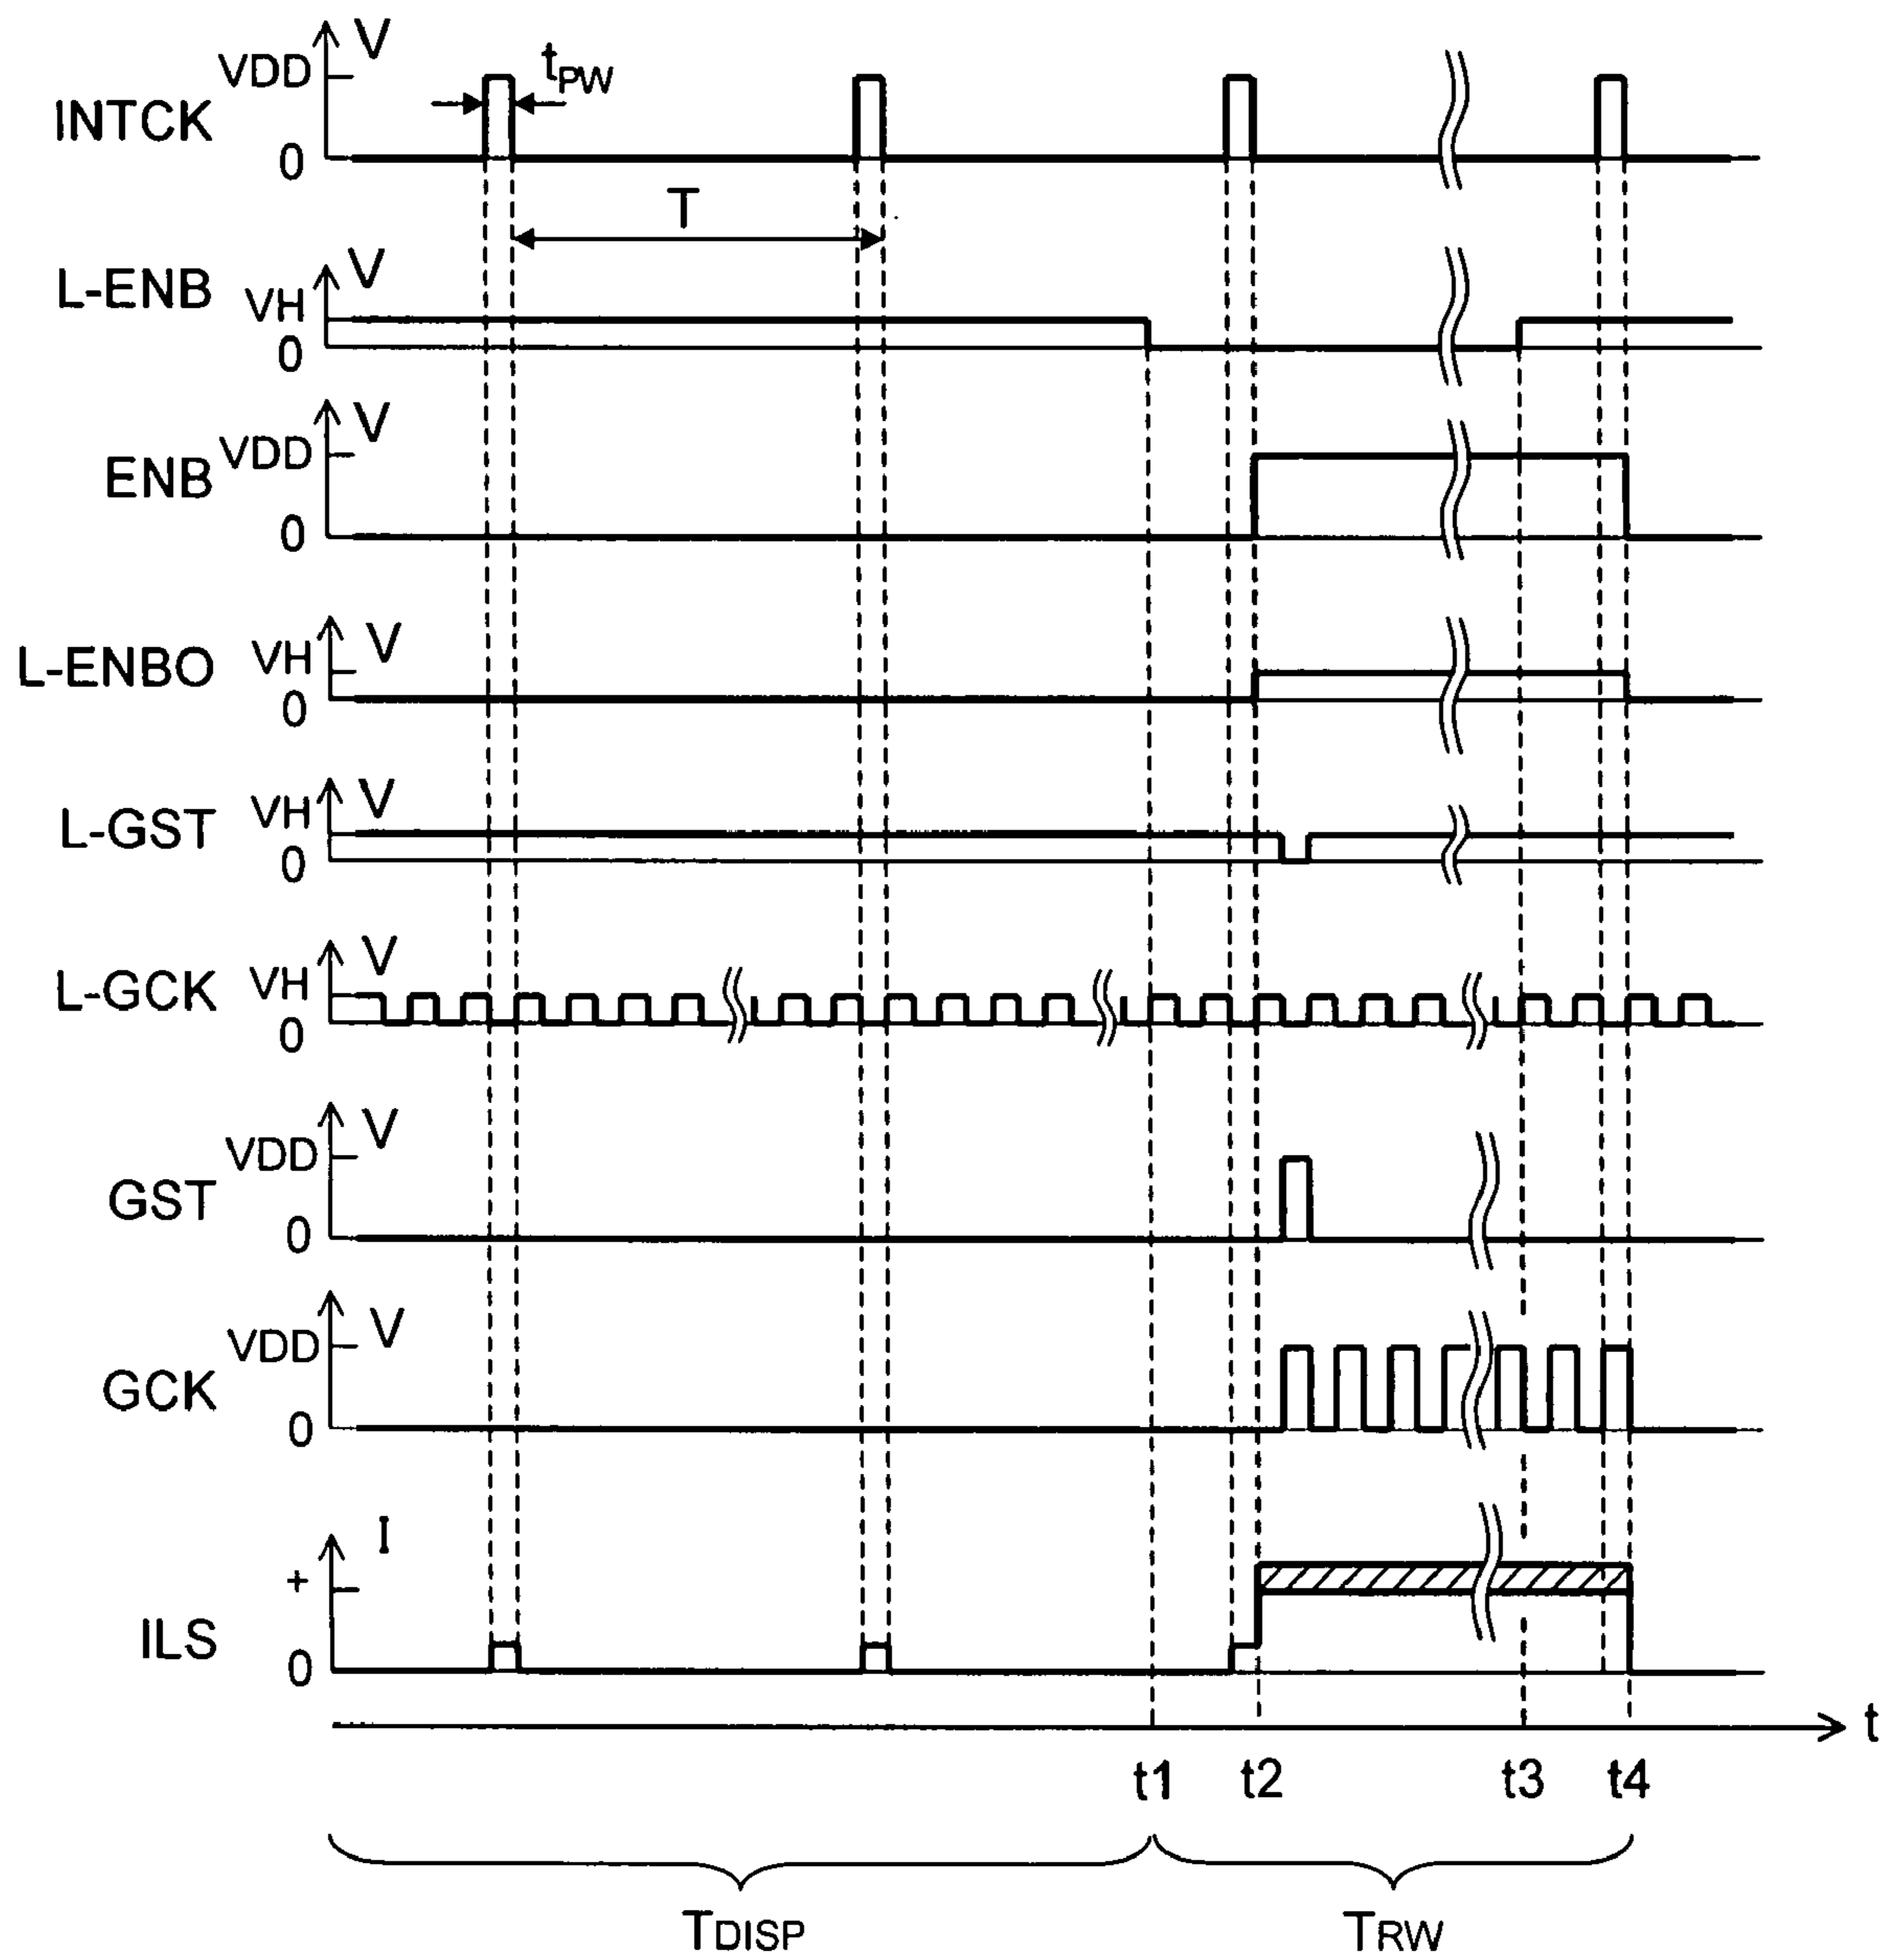 V
VDD
tPW
INTCK
0
T
V
L-ENB
VH
0
V
VDD
ENB
0
V
VH
L-ENBO
0
V
VH
L-GST
0
V
VH
L-GCK
0
V
VDD
GST
0
V
VDD
GCK
0
I
+
ILS
0
t
t1 t2 t3 t4
TDISP TRW